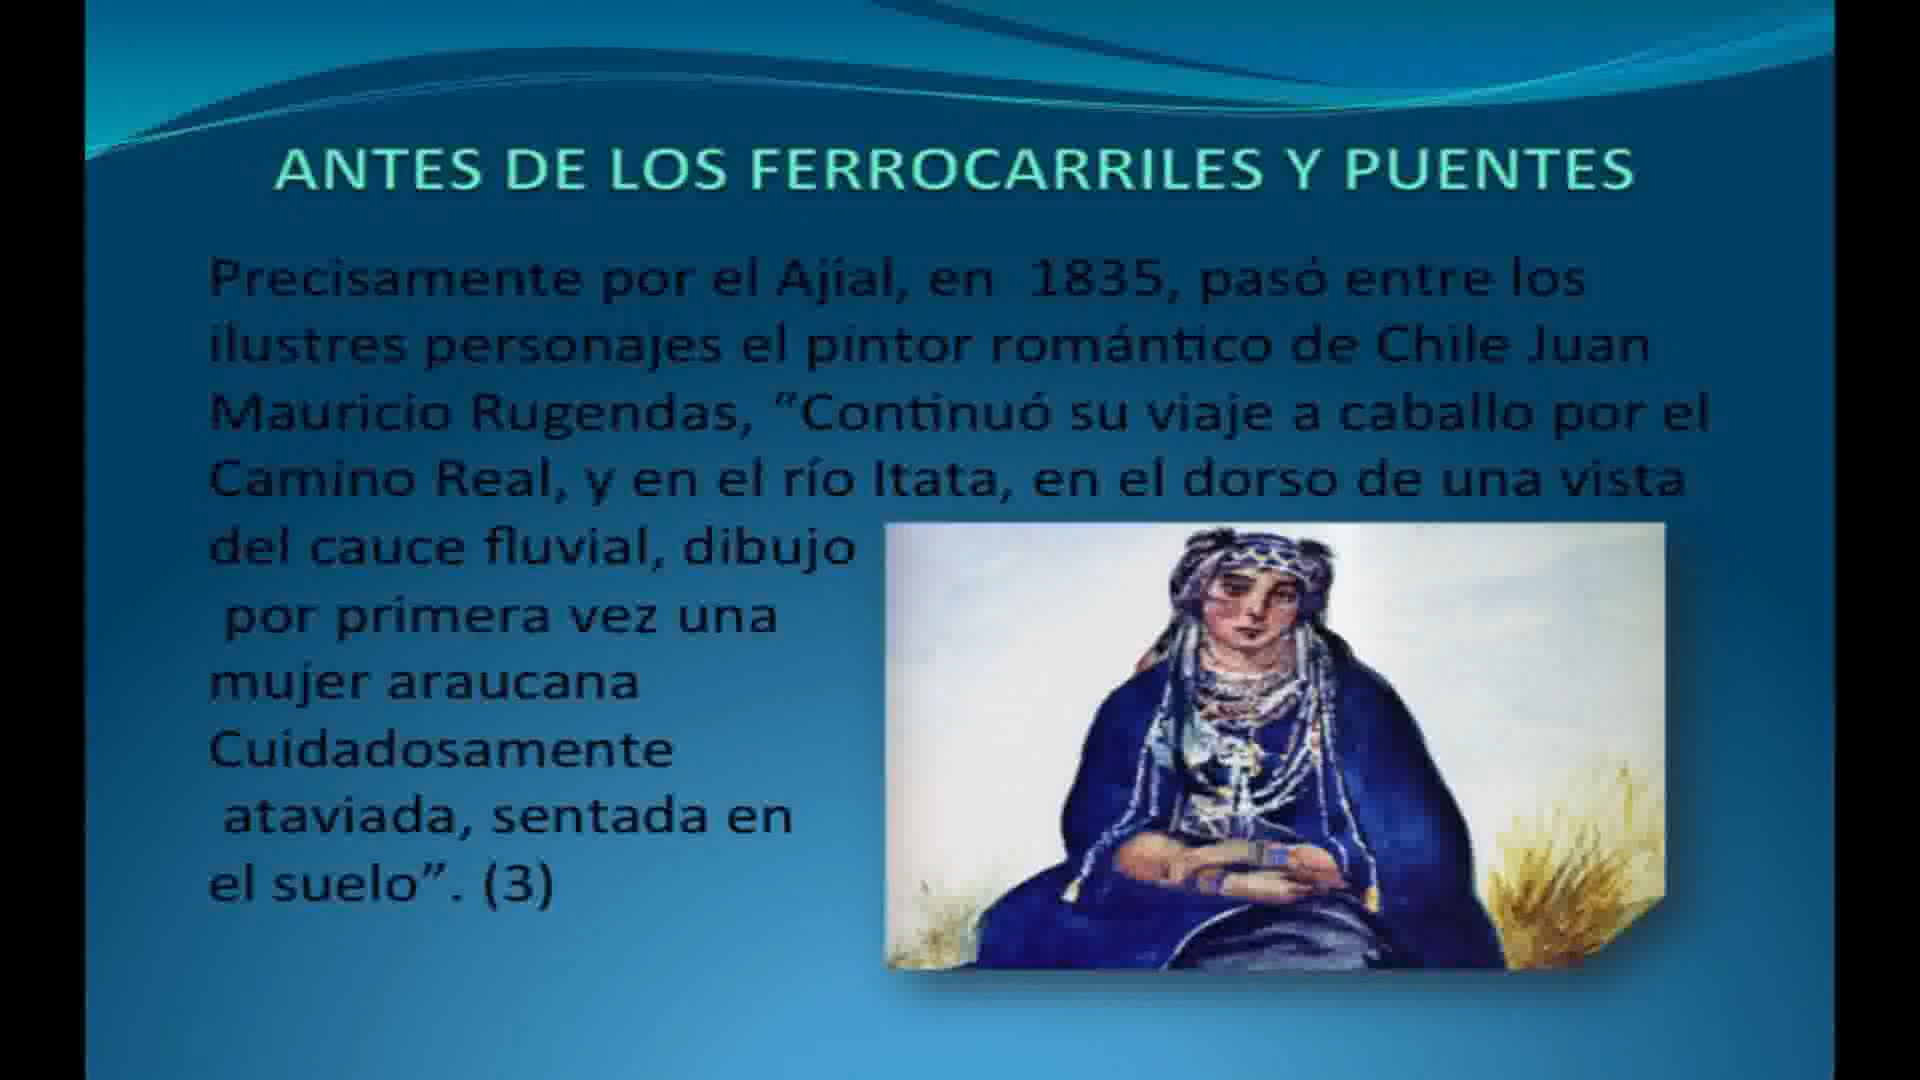 ANTES DE LOS FERROCARRILES Y PUENTES
Precisamente por el Ajíal, en 1835, pasó entre los
ilustres personajes el pintor romántico de Chile Juan
Mauricio Rugendas, “Continuó su viaje a caballo por el
Camino Real, y en el río Itata, en el dorso de una vista
del cauce fluvial, dibujo
por primera vez una
mujer araucana
Cuidadosamente
ataviada, sentada en
el suelo”. (3)